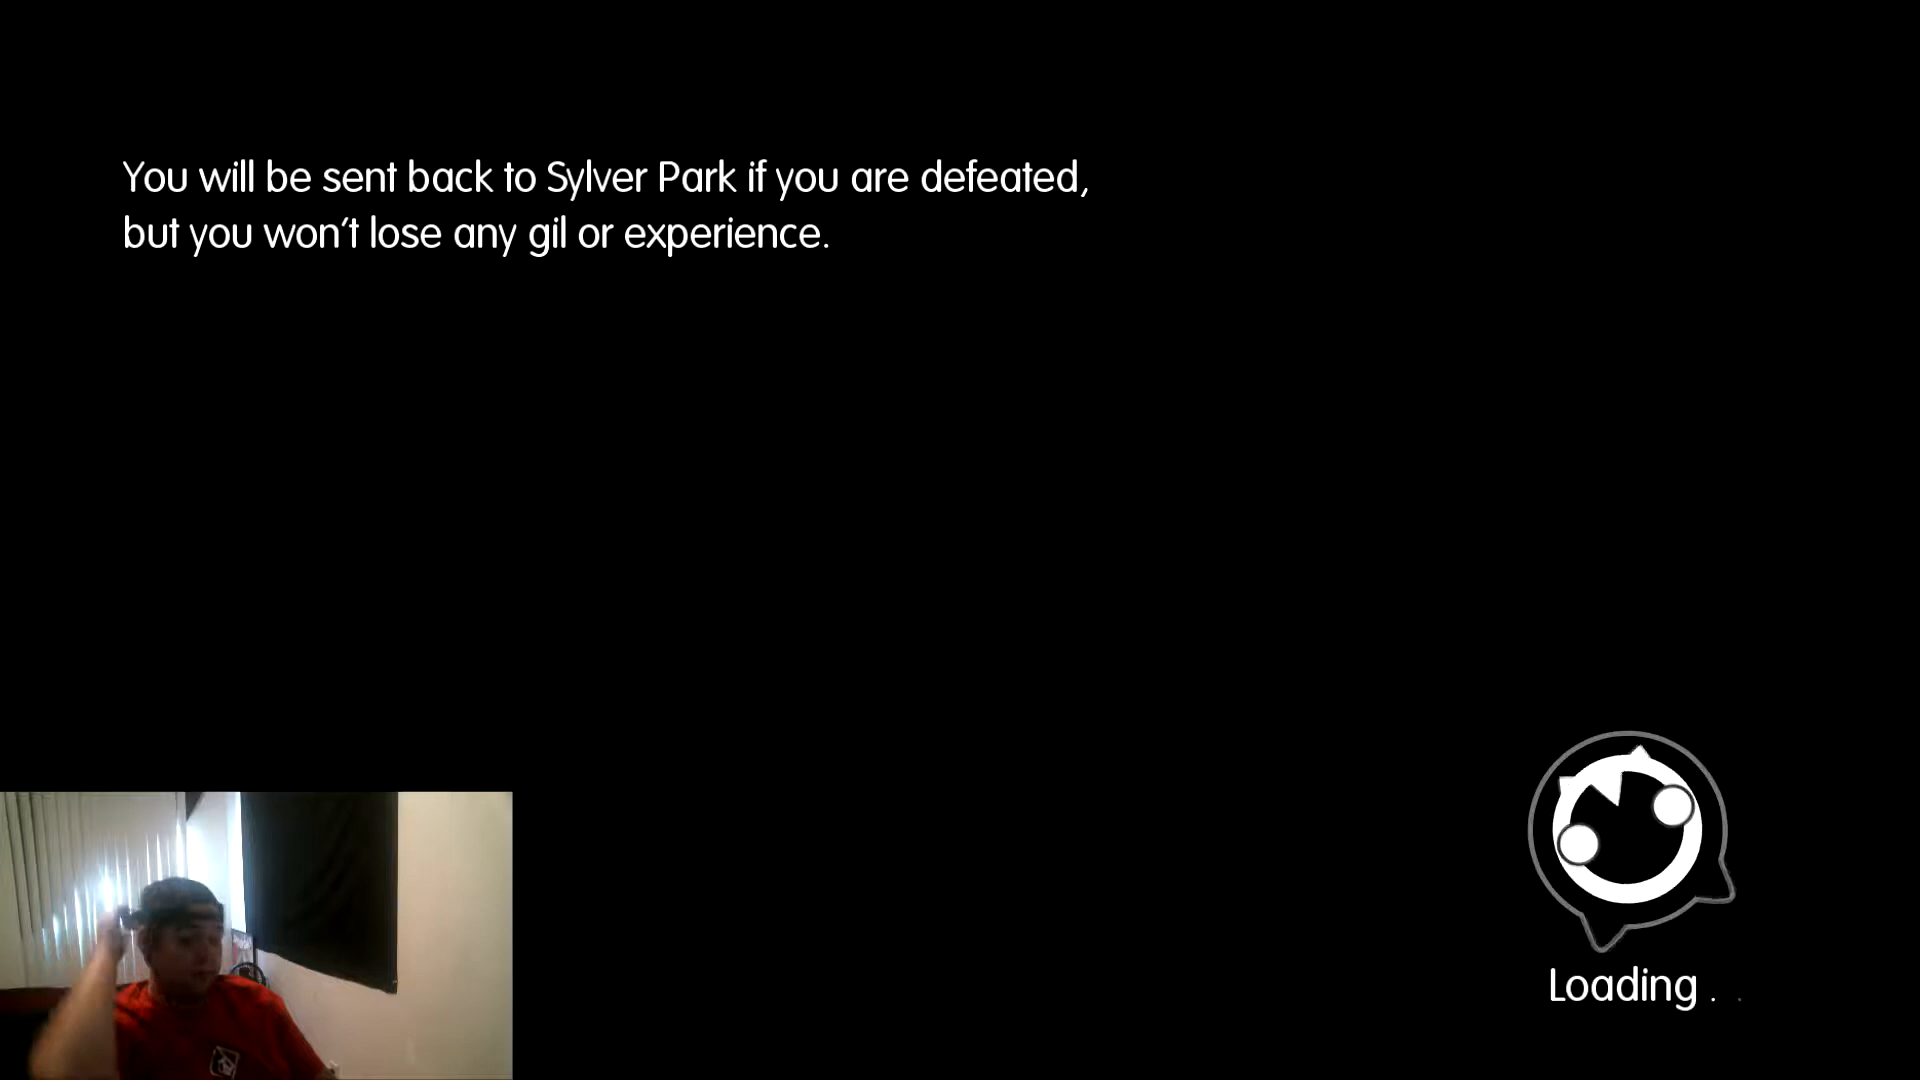 You will be sent back to Sylver Park if you are defeated,
but you won't lose any gil or experience.
Loading . .